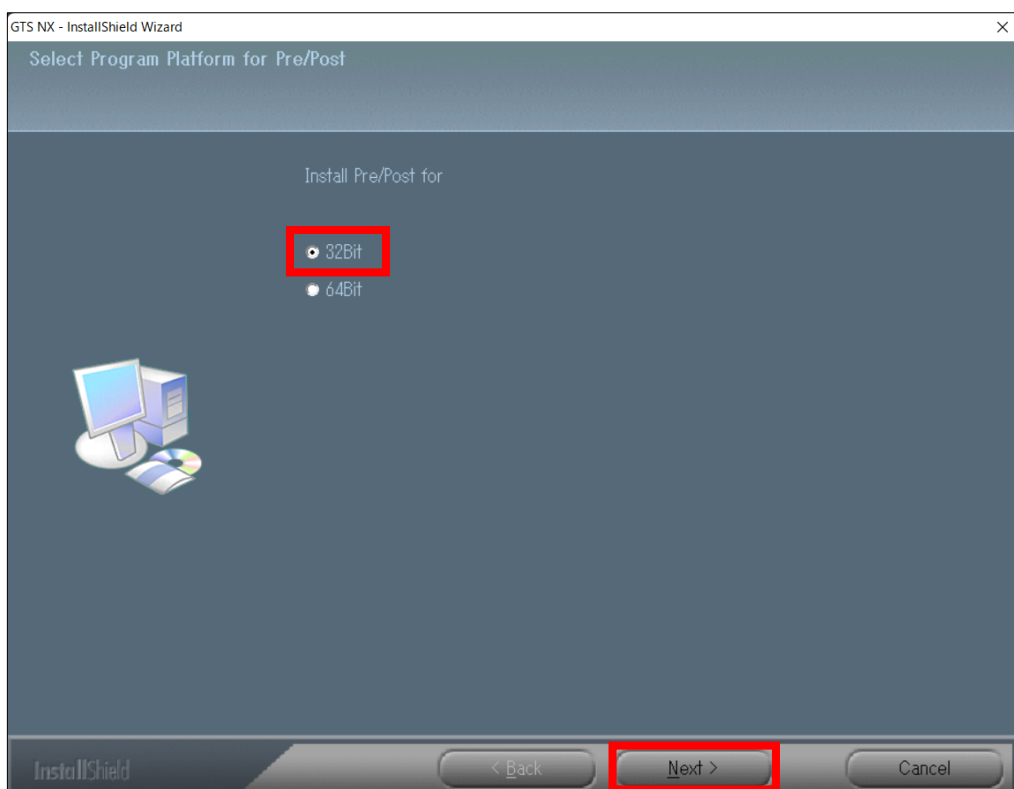 GTS NX - InstallShield Wizard
Select Program Platform for Pre/Post
Install Pre/Post for
32Bit
64Bit
InstallShield
< Back
Next >
Cancel